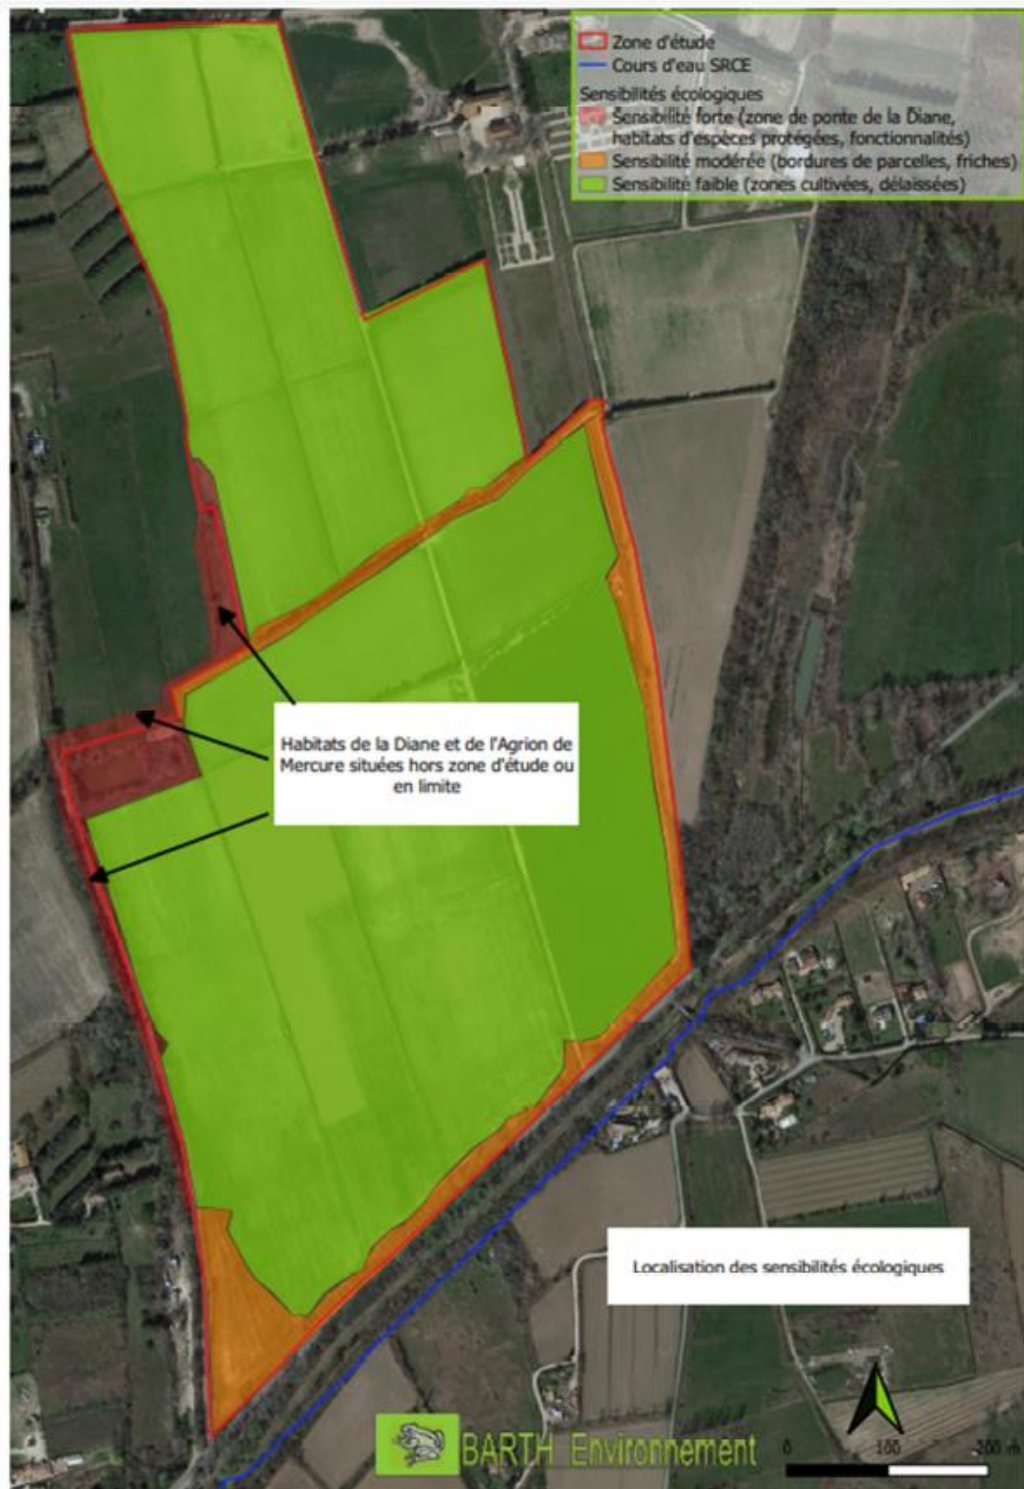 Zone d'étude
Cours d'eau SRCE
Sensibilités écologiques
Sensibilité forte (zone de ponte de la Diane,
habitats d'espèces protégées, fonctionnalités)
Sensibilité modérée (bordures de parcelles, friches)
Sensibilité faible (zones cultivées, délaissées)
Habitats de la Diane et de l'Agrion de
Mercure situées hors zone d'étude ou
en limite
Localisation des sensibilités écologiques
BARTH Environnement
0 100 200 m